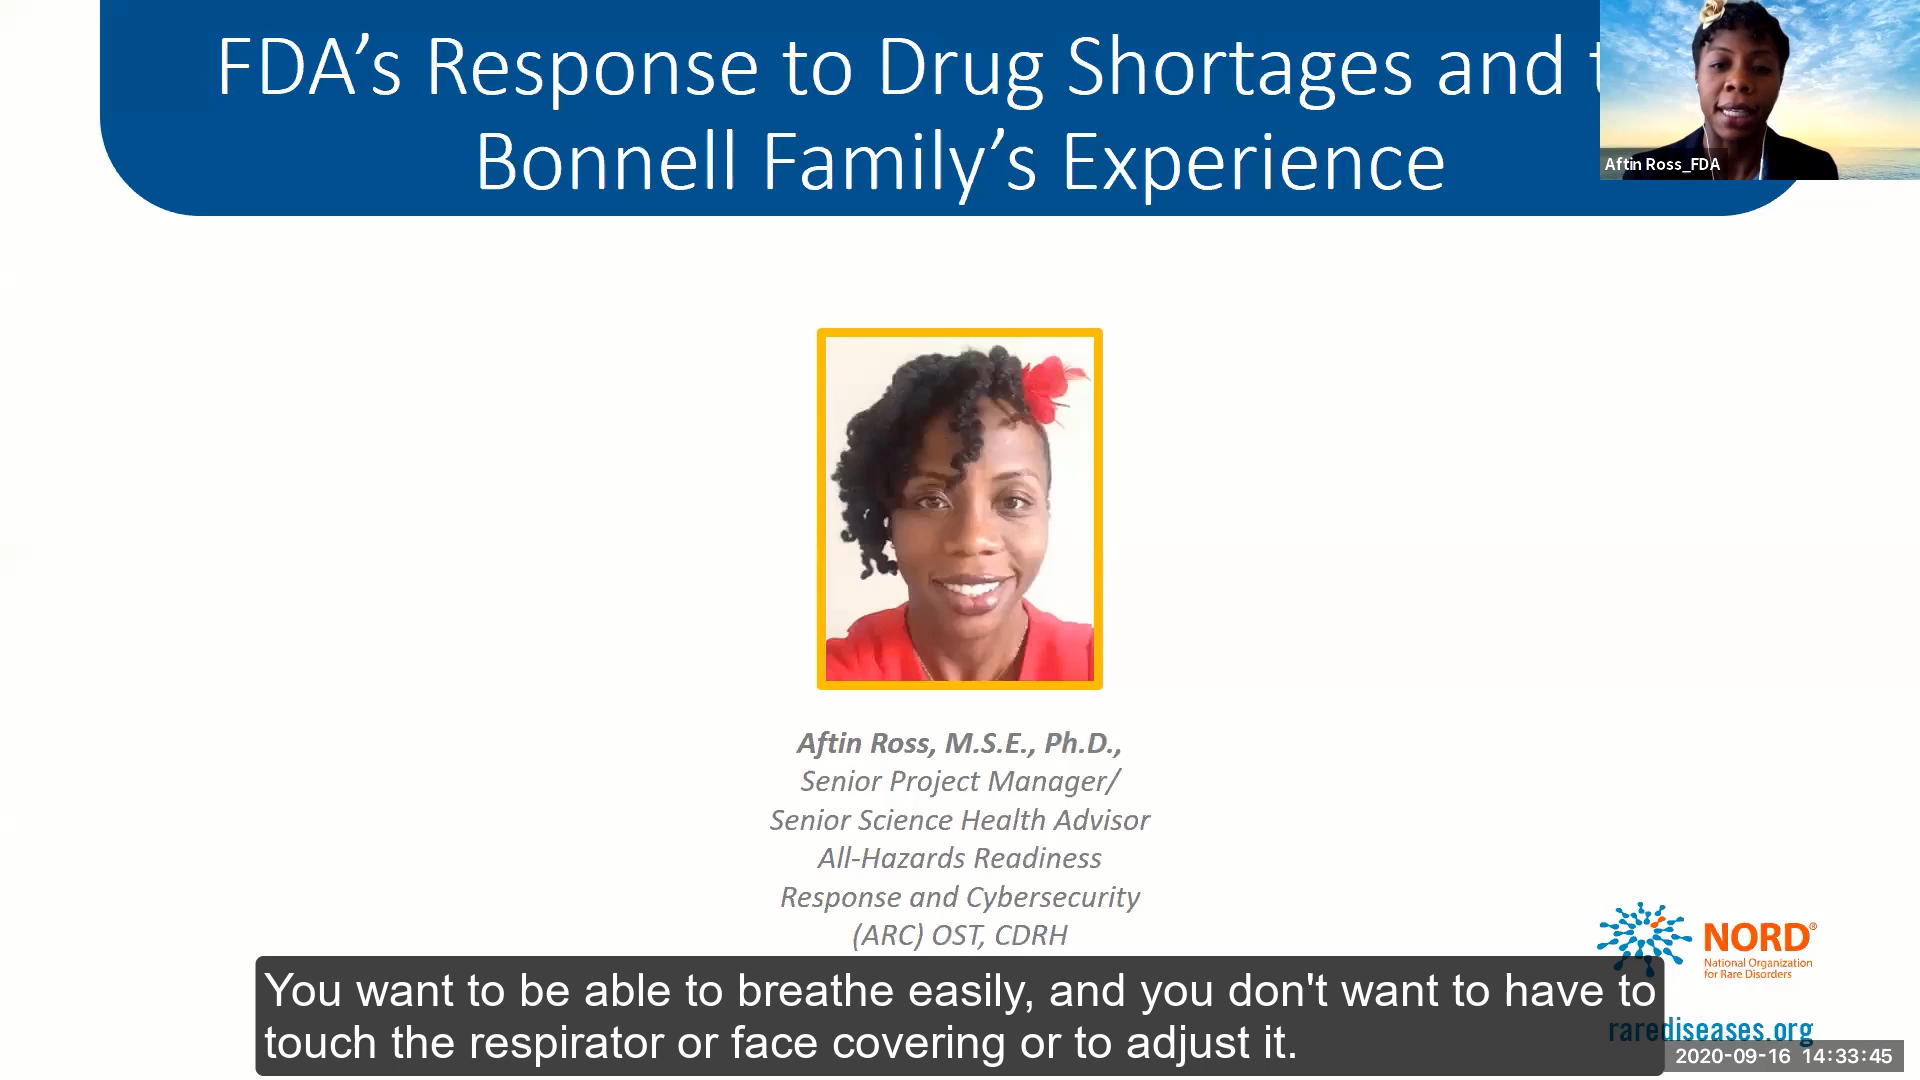 FDA's Response to Drug Shortages and t
Bonnell Family's Experience
Aftin Ross_FDA
Aftin Ross, M.S.E., Ph.D.,
Senior Project Manager/
Senior Science Health Advisor
All-Hazards Readiness
Response and Cybersecurity
(ARC) OST, CDRH
NORD®
National Organization
for Rare Disorders
rarediseases.org
You want to be able to breathe easily, and you don't want to have to
touch the respirator or face covering or to adjust it.
2020-09-16 14:33:45